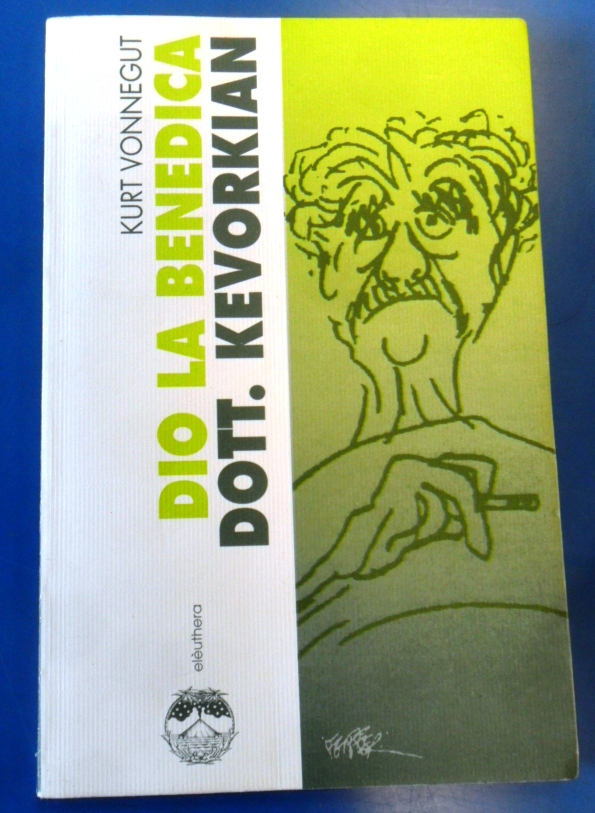 KURT VONNEGUT
DIO LA BENEDICA
DOTT. KEVORKIAN
elèuthera